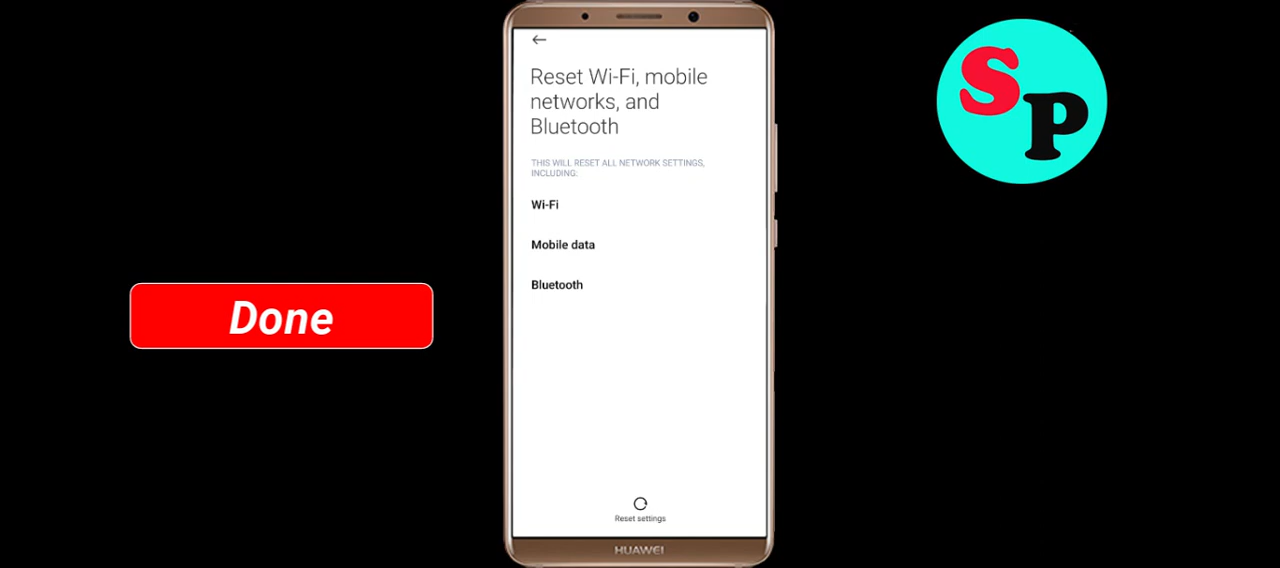 Reset Wi-Fi, mobile
networks, and
Bluetooth
THIS WILL RESET ALL NETWORK SETTINGS,
INCLUDING:
Wi-Fi
Mobile data
Bluetooth
Reset settings
HUAWEI
Done
SP